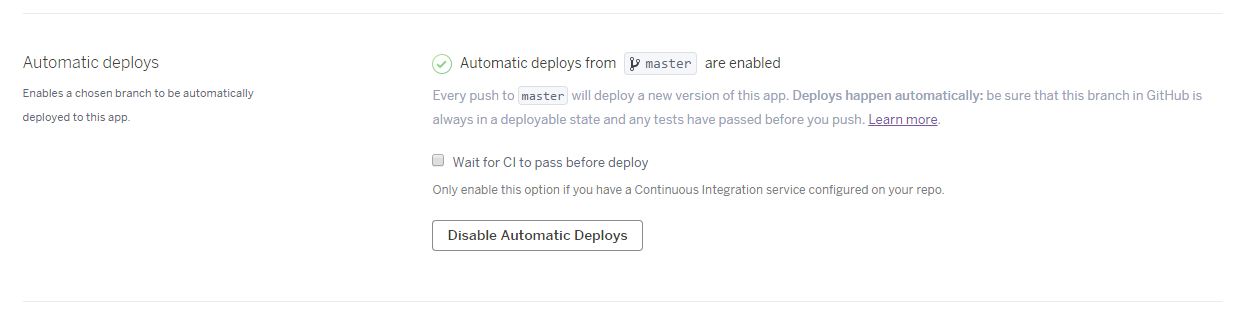 Automatic deploys
Enables a chosen branch to be automatically
deployed to this app.
Automatic deploys from master are enabled
Every push to master will deploy a new version of this app. Deploys happen automatically: be sure that this branch in GitHub is
always in a deployable state and any tests have passed before you push. Learn more.
Wait for CI to pass before deploy
Only enable this option if you have a Continuous Integration service configured on your repo.
Disable Automatic Deploys